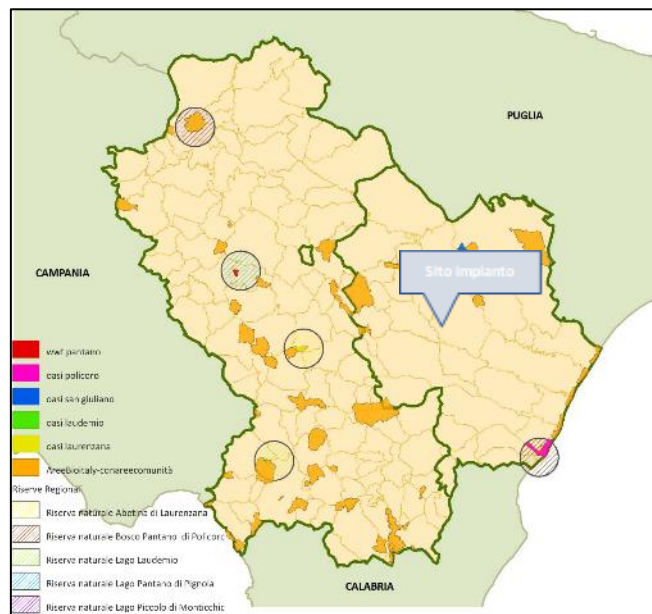 PUGLIA
CAMPANIA
Sito Impianto
wwf pantano
oasi policoro
oasi san giuliano
oasi laudemio
oasi laurenzana
AreeBioitaly-conareecomunità
Riserve Regionali
Riserva naturale Abetina di Laurenzana
Riserva naturale Bosco Pantano di Policoro
Riserva naturale Lago Laudemio
Riserva naturale Lago Pantano di Pignola
Riserva naturale Lago Piccolo di Monticchio
CALABRIA